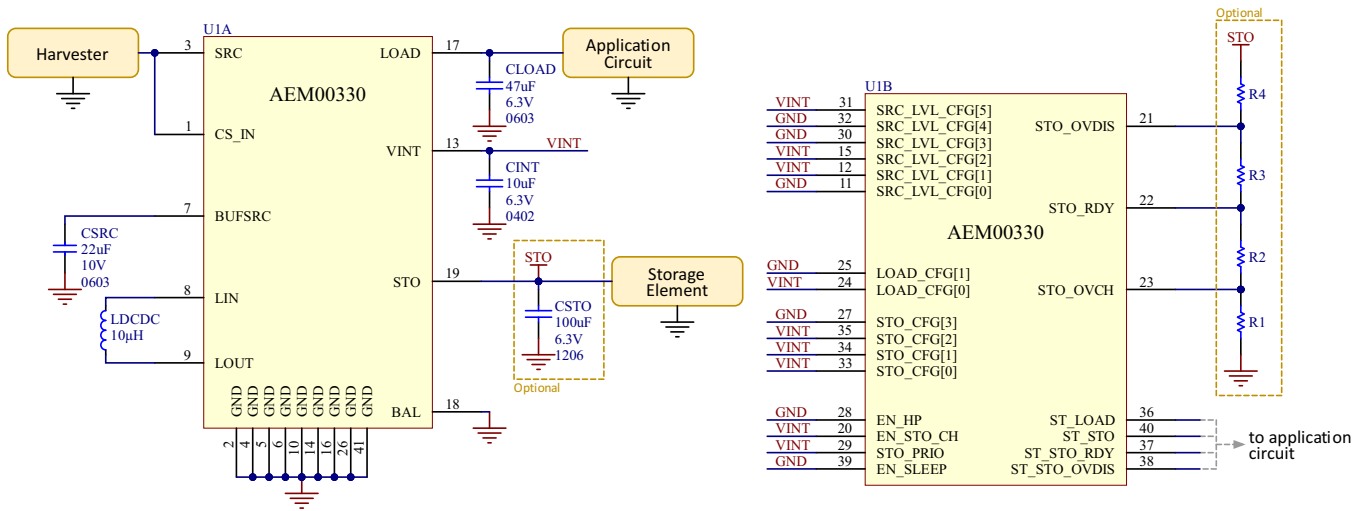 U1A
Harvester
3 SRC
1 CS_IN
AEM00330
LOAD 17
Application
Circuit
CLOAD
47uF
6.3V
0603
VINT 13 VINT
CINT
10uF
6.3V
0402
7 BUFSRC
CSRC
22uF
10V
0603
8 LIN
LDCDC
10µH
9 LOUT
STO 19
STO
CSTO
100uF
6.3V
1206
Optional
Storage
Element
BAL 18
GND GND GND GND GND GND GND GND GND
2 4 5 6 10 14 16 26 41
U1B
AEM00330
VINT 31 SRC_LVL_CFG[5]
GND 32 SRC_LVL_CFG[4]
GND 30 SRC_LVL_CFG[3]
VINT 15 SRC_LVL_CFG[2]
VINT 12 SRC_LVL_CFG[1]
GND 11 SRC_LVL_CFG[0]
GND 25 LOAD_CFG[1]
VINT 24 LOAD_CFG[0]
GND 27 STO_CFG[3]
VINT 35 STO_CFG[2]
VINT 34 STO_CFG[1]
VINT 33 STO_CFG[0]
GND 28 EN_HP
VINT 20 EN_STO_CH
VINT 29 STO_PRIO
GND 39 EN_SLEEP
STO_OVDIS 21
STO_RDY 22
STO_OVCH 23
ST_LOAD 36
ST_STO 40
ST_STO_RDY 37
ST_STO_OVDIS 38
to application
circuit
Optional
STO
R4
R3
R2
R1